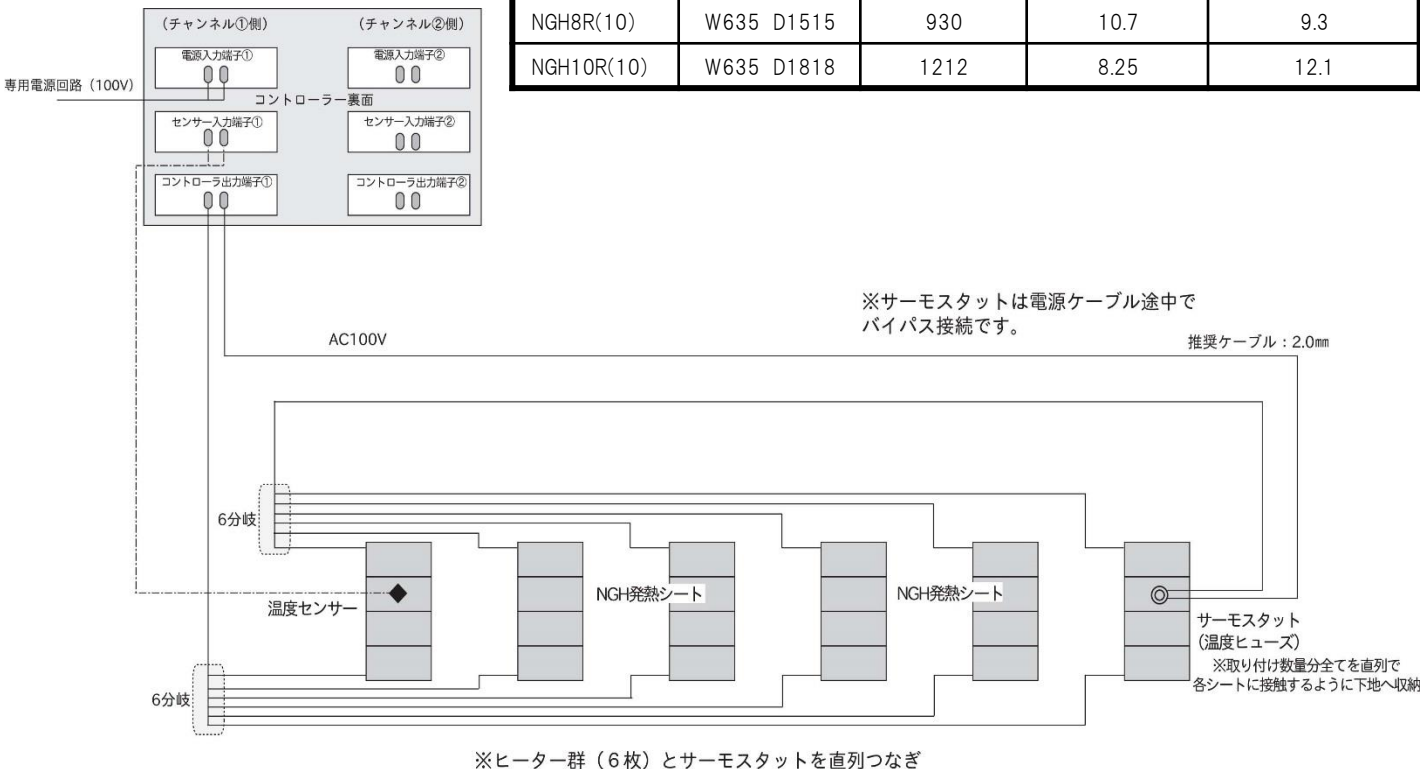 NGH8R(10) W635 D1515 930 10.7 9.3
NGH10R(10) W635 D1818 1212 8.25 12.1
(チャンネル①側) (チャンネル②側)
電源入力端子① 電源入力端子②
専用電源回路（100V）
コントローラー裏面
センサー入力端子① センサー入力端子②
コントローラ出力端子① コントローラ出力端子②
※サーモスタットは電源ケーブル途中で
バイパス接続です。
AC100V
推奨ケーブル：2.0㎜
6分岐
NGH発熱シート NGH発熱シート
温度センサー
サーモスタット
(温度ヒューズ)
※取り付け数量分全てを直列で
各シートに接触するように下地へ収納
6分岐
※ヒーター群（６枚）とサーモスタットを直列つなぎ